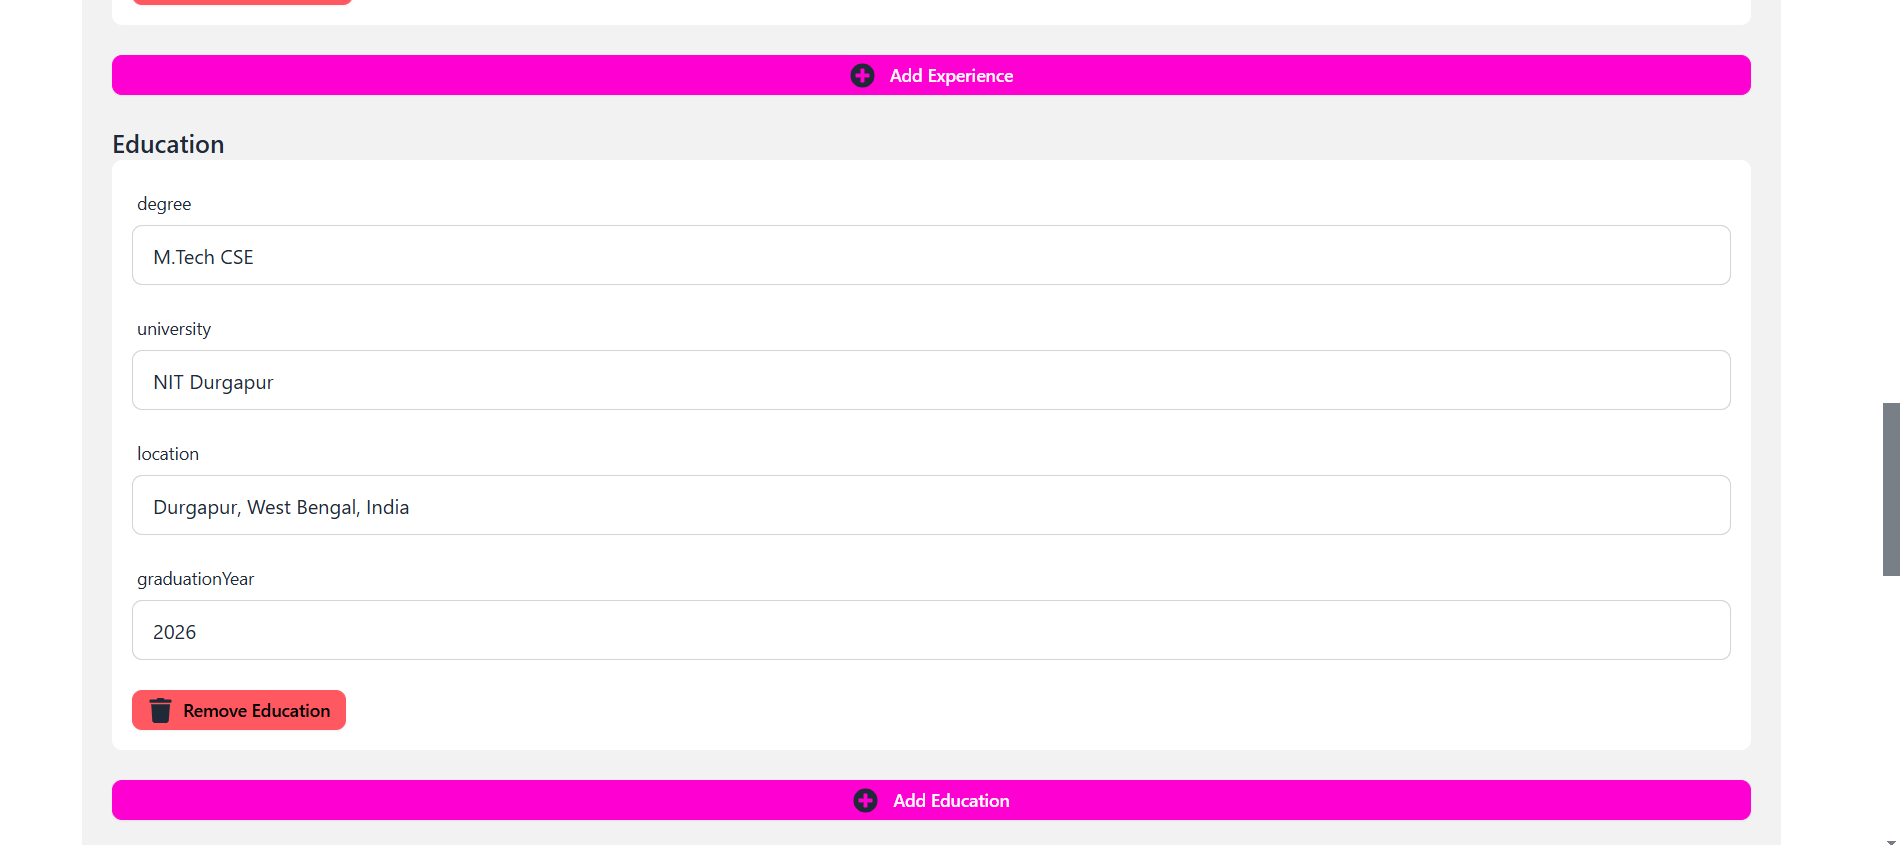 Add Experience
Education
degree
M.Tech CSE
university
NIT Durgapur
location
Durgapur, West Bengal, India
graduationYear
2026
Remove Education
Add Education